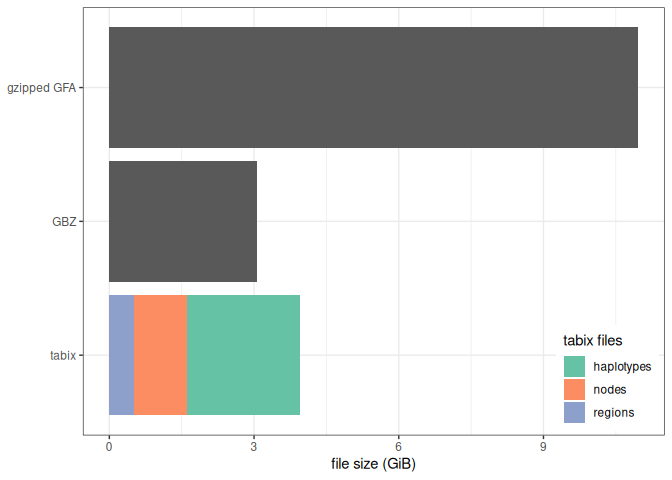 gzipped GFA
GBZ
tabix
tabix files
haplotypes
nodes
regions
0 3 6 9
file size (GiB)